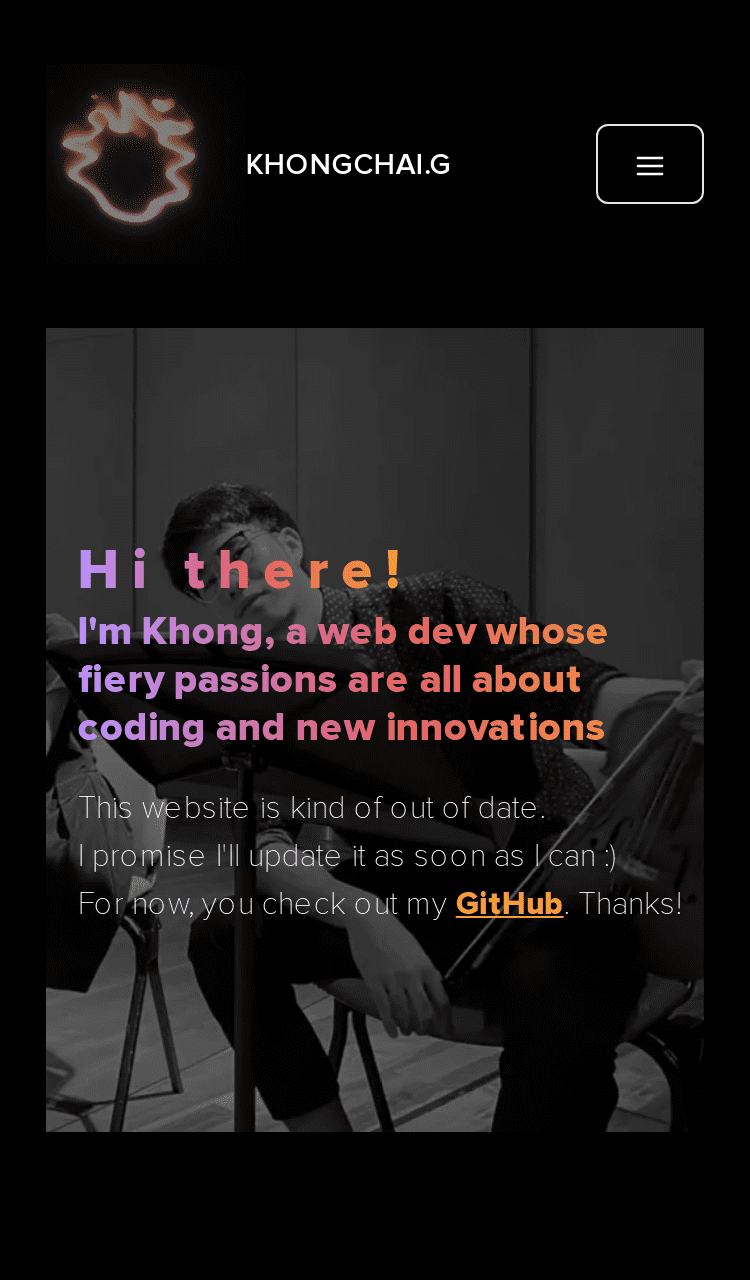 KHONGCHAI.G
Hi there!
I'm Khong, a web dev whose
fiery passions are all about
coding and new innovations
This website is kind of out of date.
I promise I'll update it as soon as I can :)
For now, you check out my GitHub. Thanks!